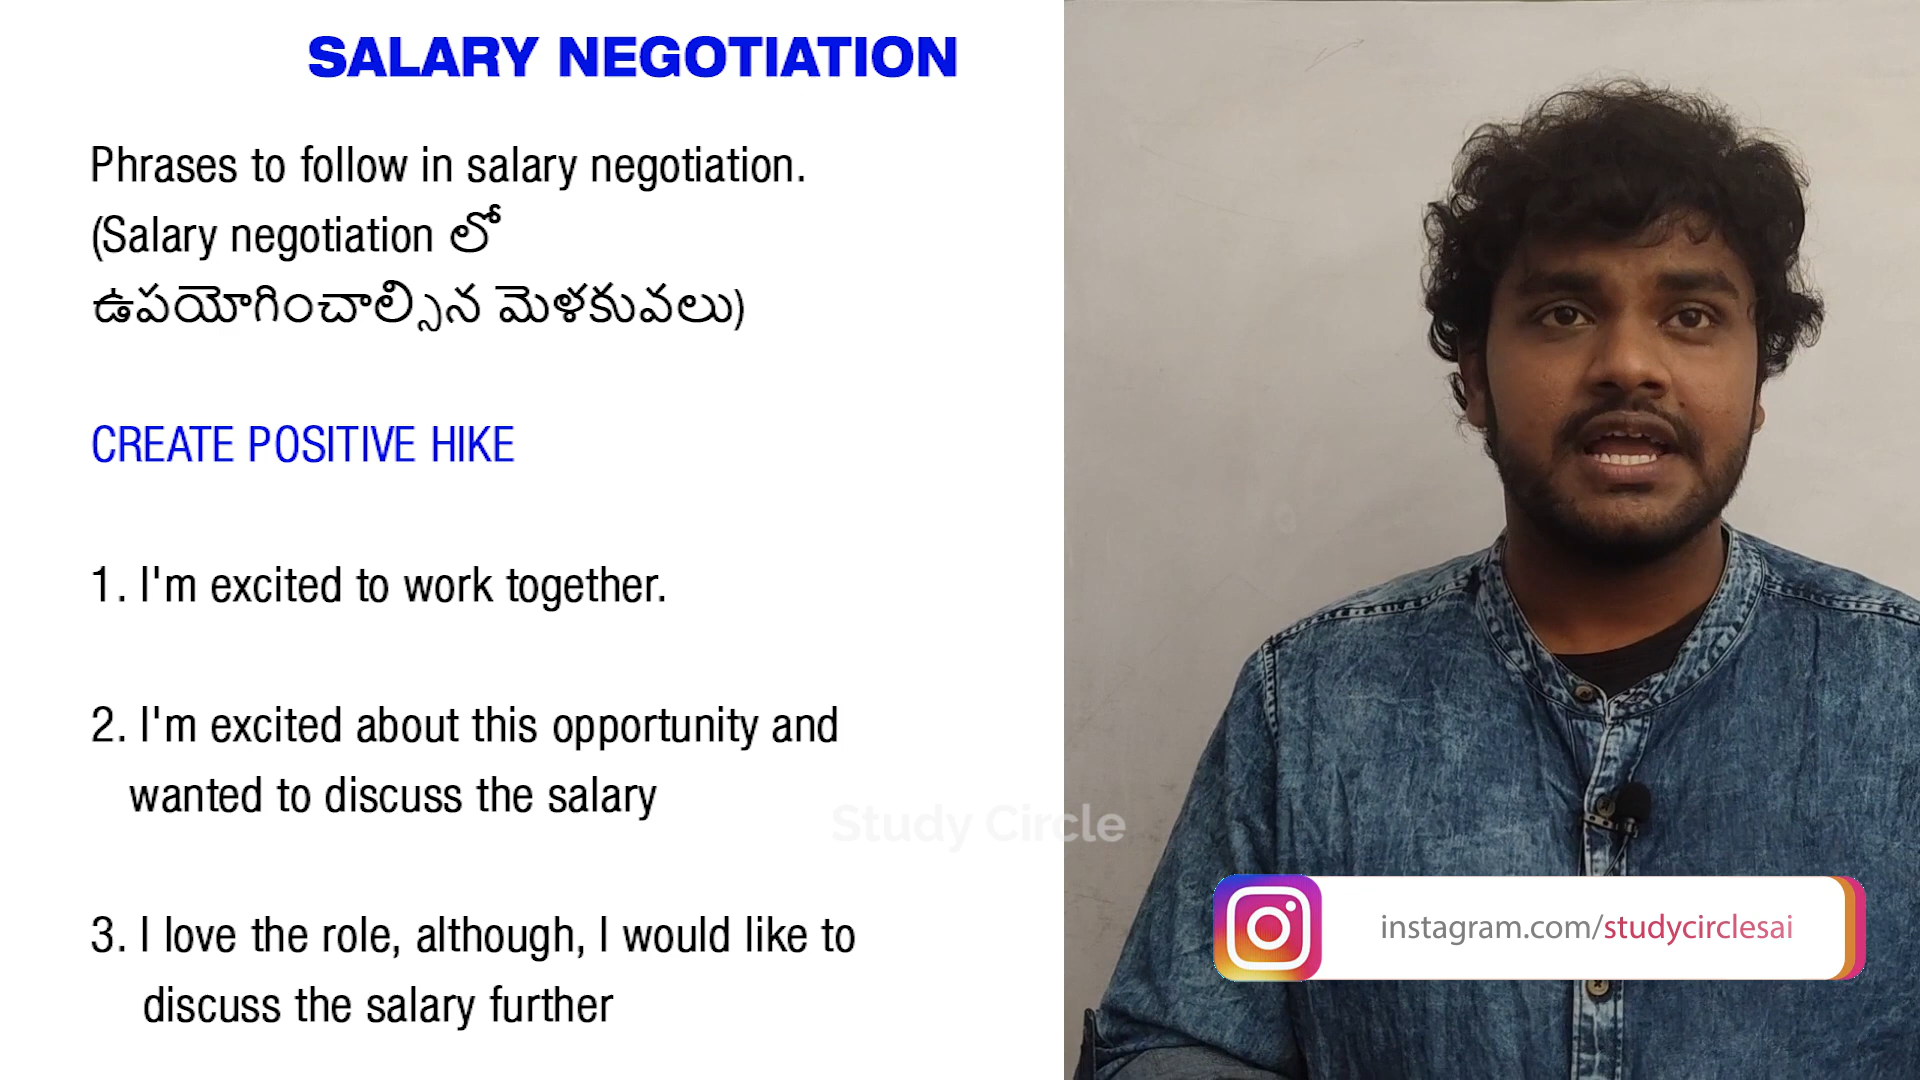 SALARY NEGOTIATION
Phrases to follow in salary negotiation.
(Salary negotiation లో
ఉపయోగించాల్సిన మెళకువలు)
CREATE POSITIVE HIKE
1. I'm excited to work together.
2. I'm excited about this opportunity and
wanted to discuss the salary
3. I love the role, although, I would like to
discuss the salary further
Study Circle
instagram.com/studycirclesai